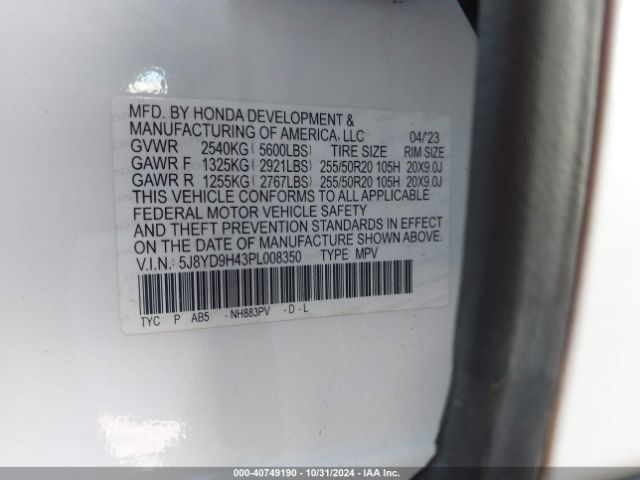 MFD. BY HONDA DEVELOPMENT &
MANUFACTURING OF AMERICA, LLC 04/23
GVWR 2540KG (5600LBS) TIRE SIZE RIM SIZE
GAWR F 1325KG (2921LBS) 255/50R20 105H 20X9.0J
GAWR R 1255KG (2767LBS) 255/50R20 105H 20X9.0J
THIS VEHICLE CONFORMS TO ALL APPLICABLE
FEDERAL MOTOR VEHICLE SAFETY
AND THEFT PREVENTION STANDARDS IN EFFECT
ON THE DATE OF MANUFACTURE SHOWN ABOVE.
V.I.N.: 5J8YD9H43PL008350 TYPE: MPV
TYC P AB5 -NH883PV -D-L
000-40749190 - 10/31/2024 - IAA Inc.